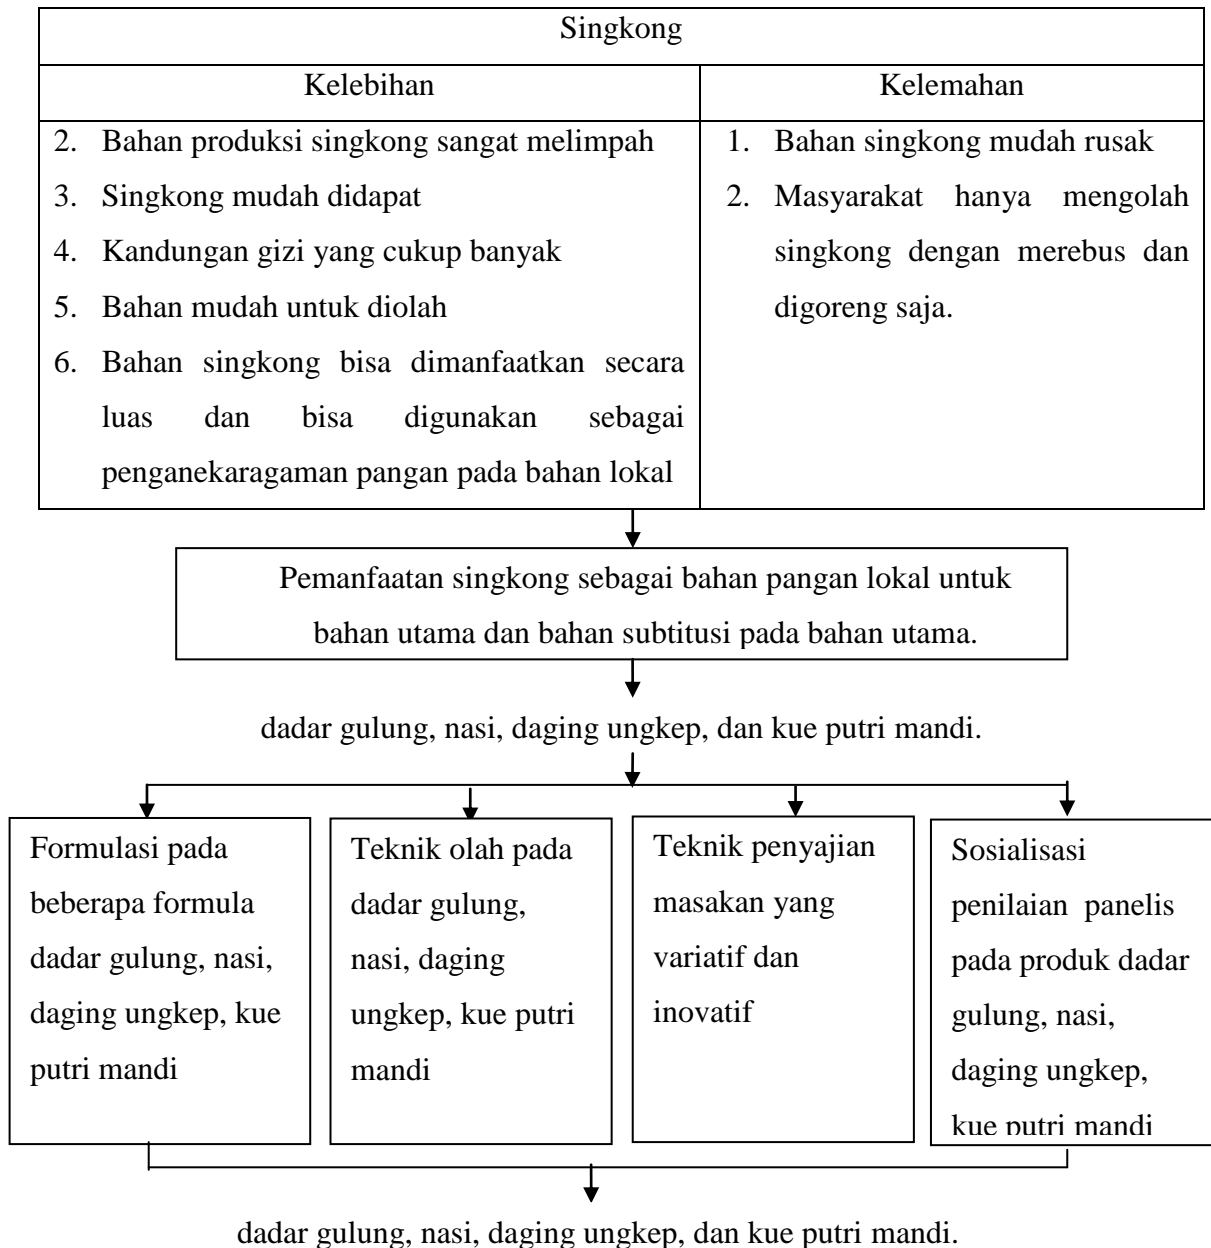 Singkong
Kelebihan
Kelemahan
2. Bahan produksi singkong sangat melimpah
3. Singkong mudah didapat
4. Kandungan gizi yang cukup banyak
5. Bahan mudah untuk diolah
6. Bahan singkong bisa dimanfaatkan secara
luas dan bisa digunakan sebagai
penganekaragaman pangan pada bahan lokal
1. Bahan singkong mudah rusak
2. Masyarakat hanya mengolah
singkong dengan merebus dan
digoreng saja.
Pemanfaatan singkong sebagai bahan pangan lokal untuk
bahan utama dan bahan subtitusi pada bahan utama.
dadar gulung, nasi, daging ungkep, dan kue putri mandi.
Formulasi pada
beberapa formula
dadar gulung, nasi,
daging ungkep, kue
putri mandi
Teknik olah pada
dadar gulung,
nasi, daging
ungkep, kue putri
mandi
Teknik penyajian
masakan yang
variatif dan
inovatif
Sosialisasi
penilaian panelis
pada produk dadar
gulung, nasi,
daging ungkep,
kue putri mandi
dadar gulung, nasi, daging ungkep, dan kue putri mandi.